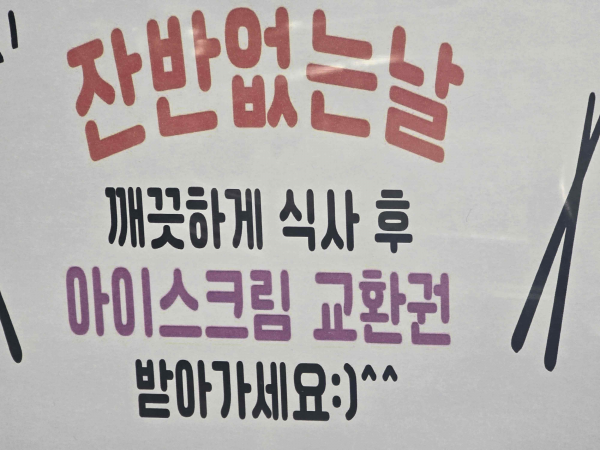 잔반없는날
깨끗하게 식사 후
아이스크림 교환권
받아가세요:)^^